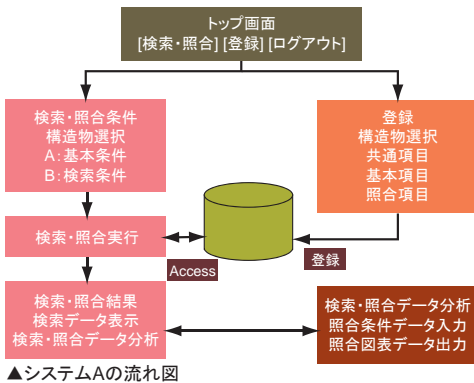 トップ画面
[検索・照合] [登録] [ログアウト]
検索・照合条件
構造物選択
A：基本条件
B：検索条件
登録
構造物選択
共通項目
基本項目
照合項目
検索・照合実行
Access
登録
検索・照合結果
検索データ表示
検索・照合データ分析
検索・照合データ分析
照合条件データ入力
照合図表データ出力
▲システムAの流れ図